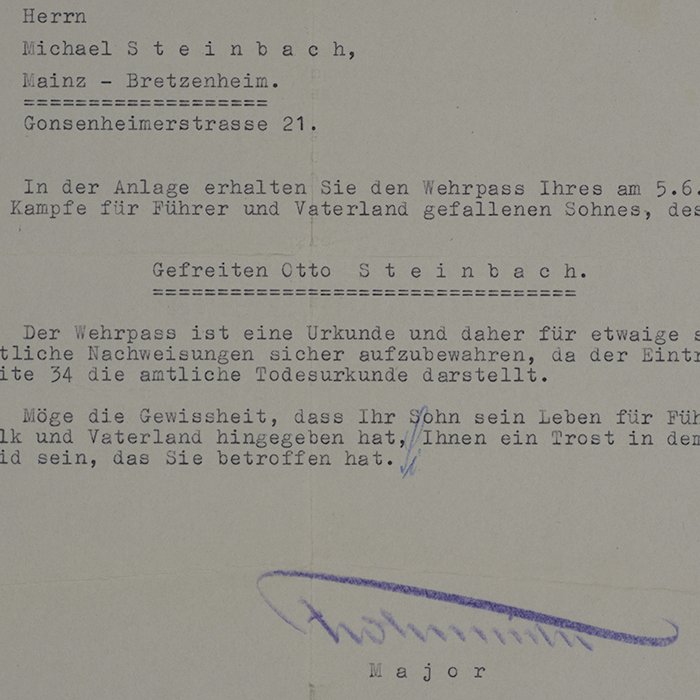 Herrn
Michael S t e i n b a c h,
Mainz - Bretzenheim.
===================
Gonsenheimerstrasse 21.
In der Anlage erhalten Sie den Wehrpass Ihres am 5.6.
Kampfe für Führer und Vaterland gefallenen Sohnes, des
Gefreiten Otto S t e i n b a c h.
=================================
Der Wehrpass ist eine Urkunde und daher für etwaige s
tliche Nachweisungen sicher aufzubewahren, da der Eintr
ite 34 die amtliche Todesurkunde darstellt.
Möge die Gewissheit, dass Ihr Sohn sein Leben für Füh
lk und Vaterland hingegeben hat, Ihnen ein Trost in dem
id sein, das Sie betroffen hat.
M a j o r